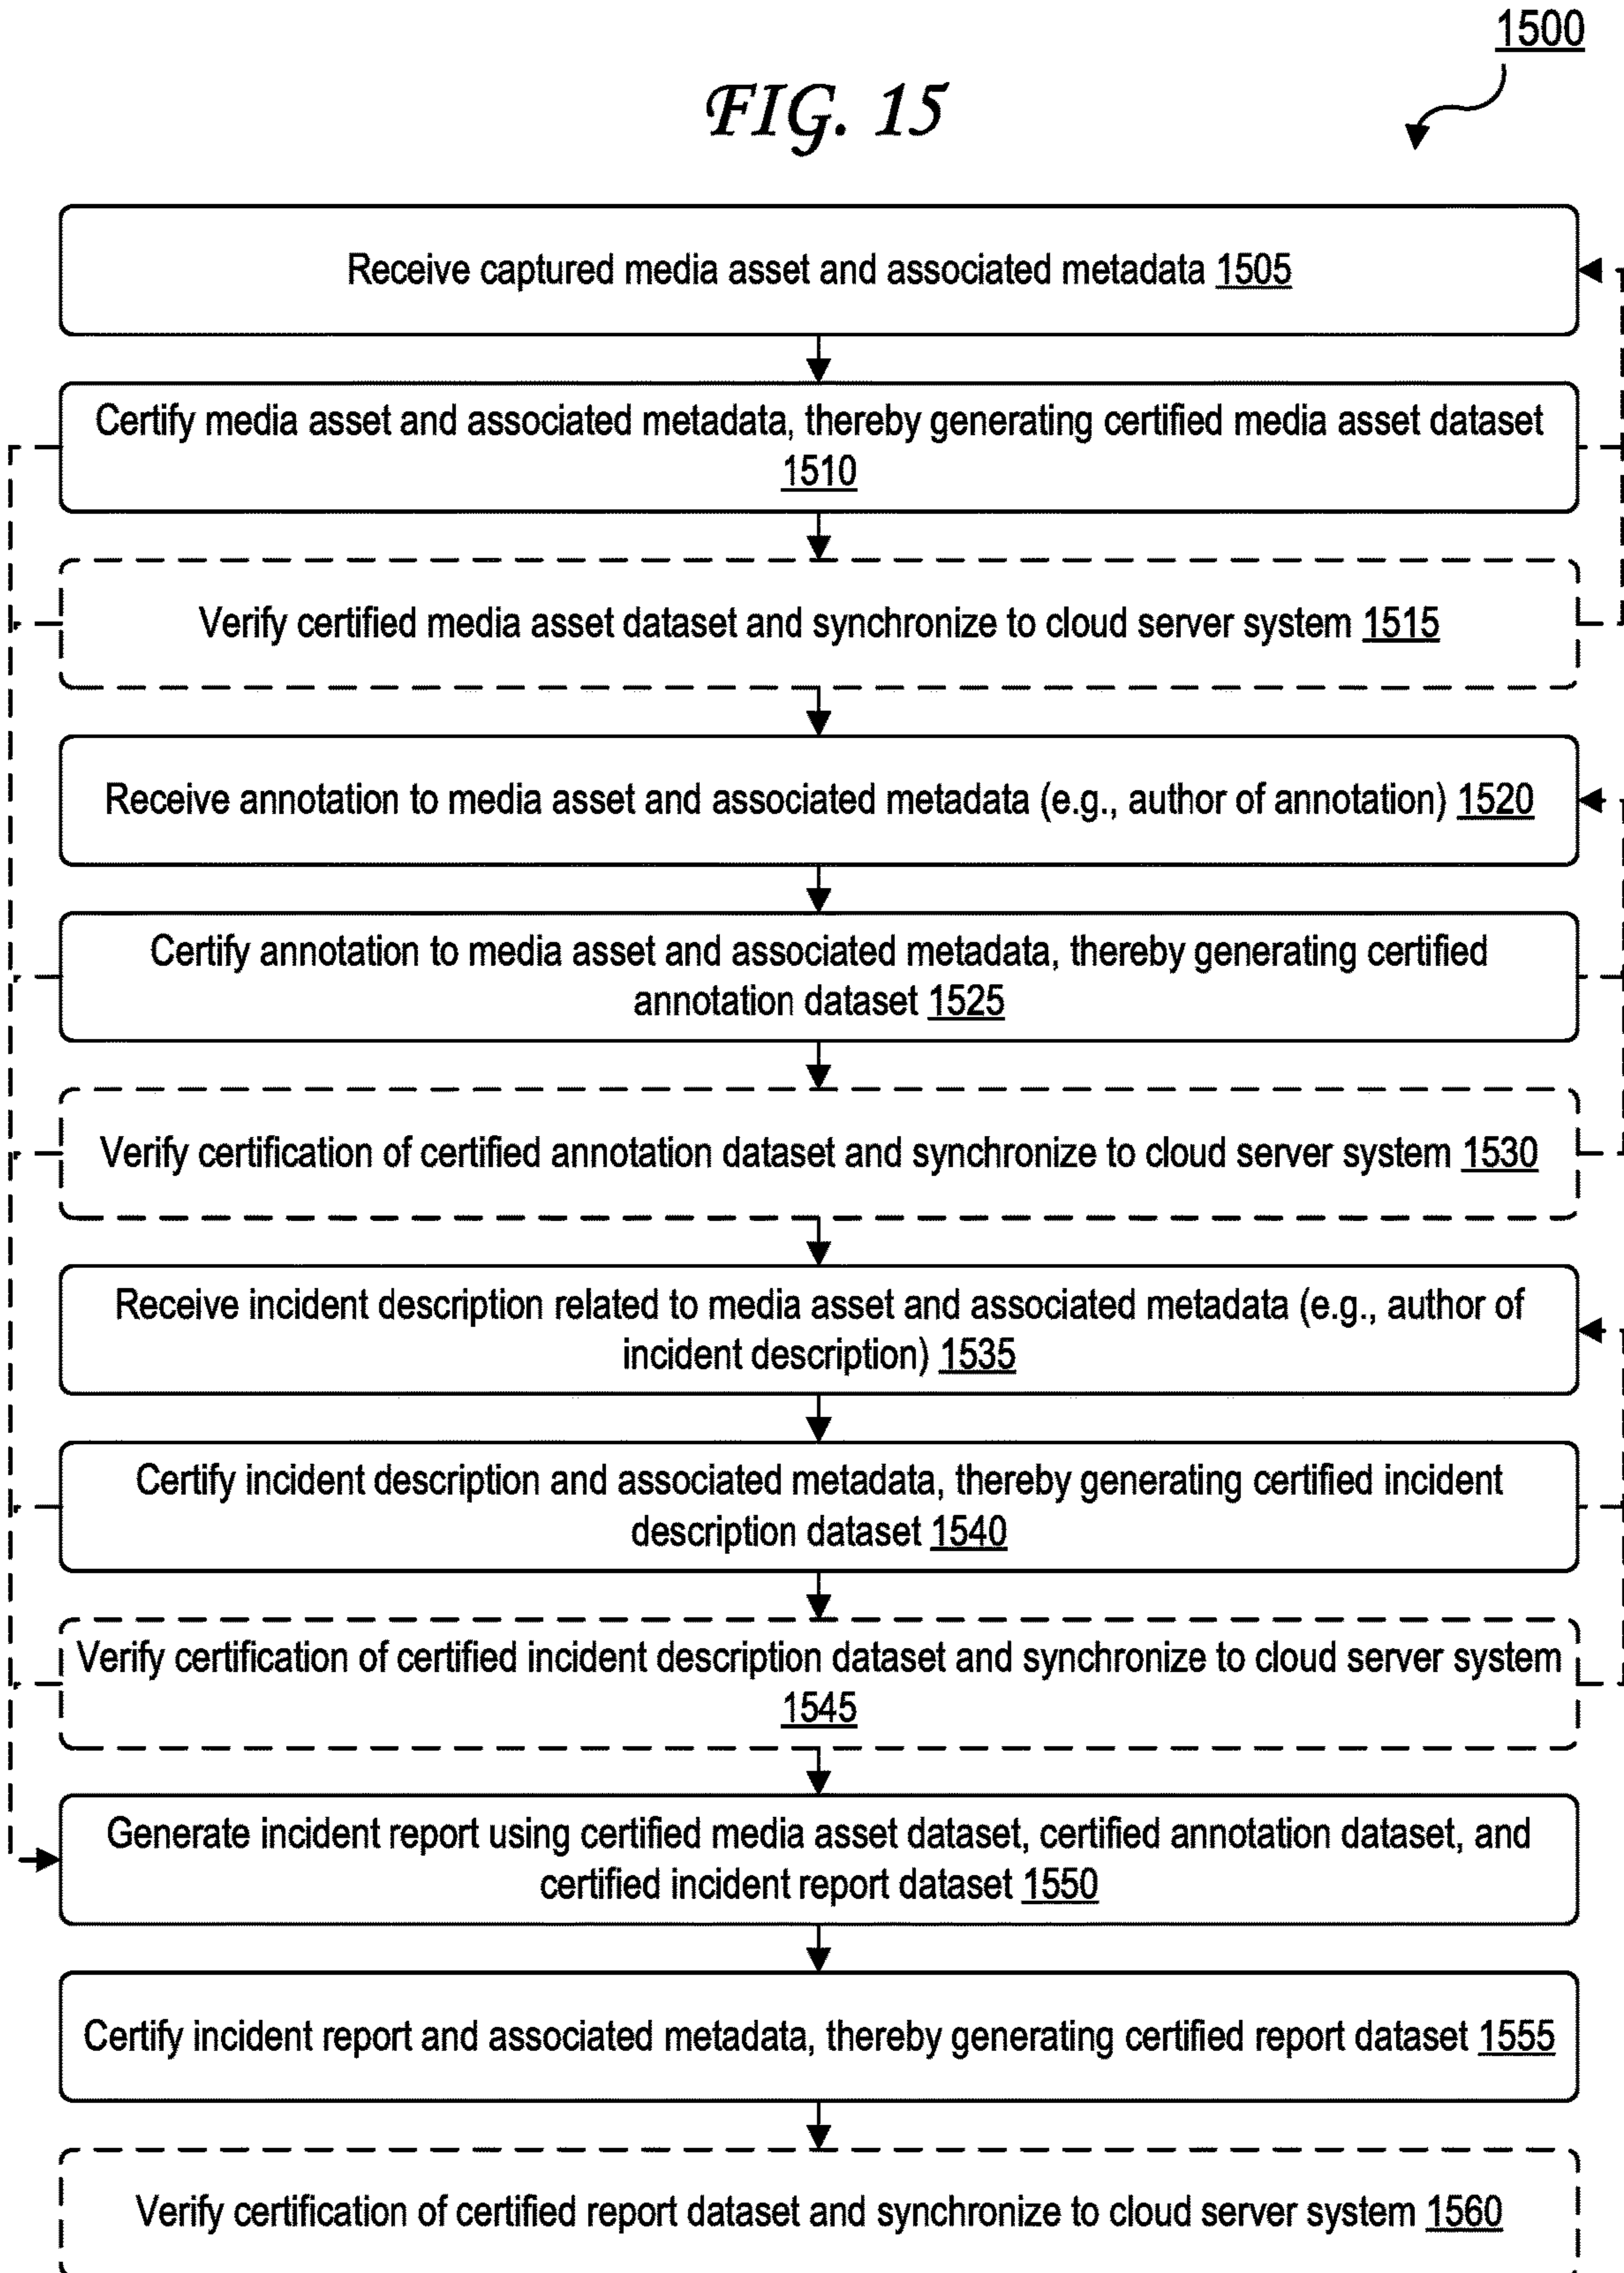 1500
FIG. 15
Receive captured media asset and associated metadata 1505
Certify media asset and associated metadata, thereby generating certified media asset dataset
1510
Verify certified media asset dataset and synchronize to cloud server system 1515
Receive annotation to media asset and associated metadata (e.g., author of annotation) 1520
Certify annotation to media asset and associated metadata, thereby generating certified
annotation dataset 1525
Verify certification of certified annotation dataset and synchronize to cloud server system 1530
Receive incident description related to media asset and associated metadata (e.g., author of
incident description) 1535
Certify incident description and associated metadata, thereby generating certified incident
description dataset 1540
Verify certification of certified incident description dataset and synchronize to cloud server system
1545
Generate incident report using certified media asset dataset, certified annotation dataset, and
certified incident report dataset 1550
Certify incident report and associated metadata, thereby generating certified report dataset 1555
Verify certification of certified report dataset and synchronize to cloud server system 1560